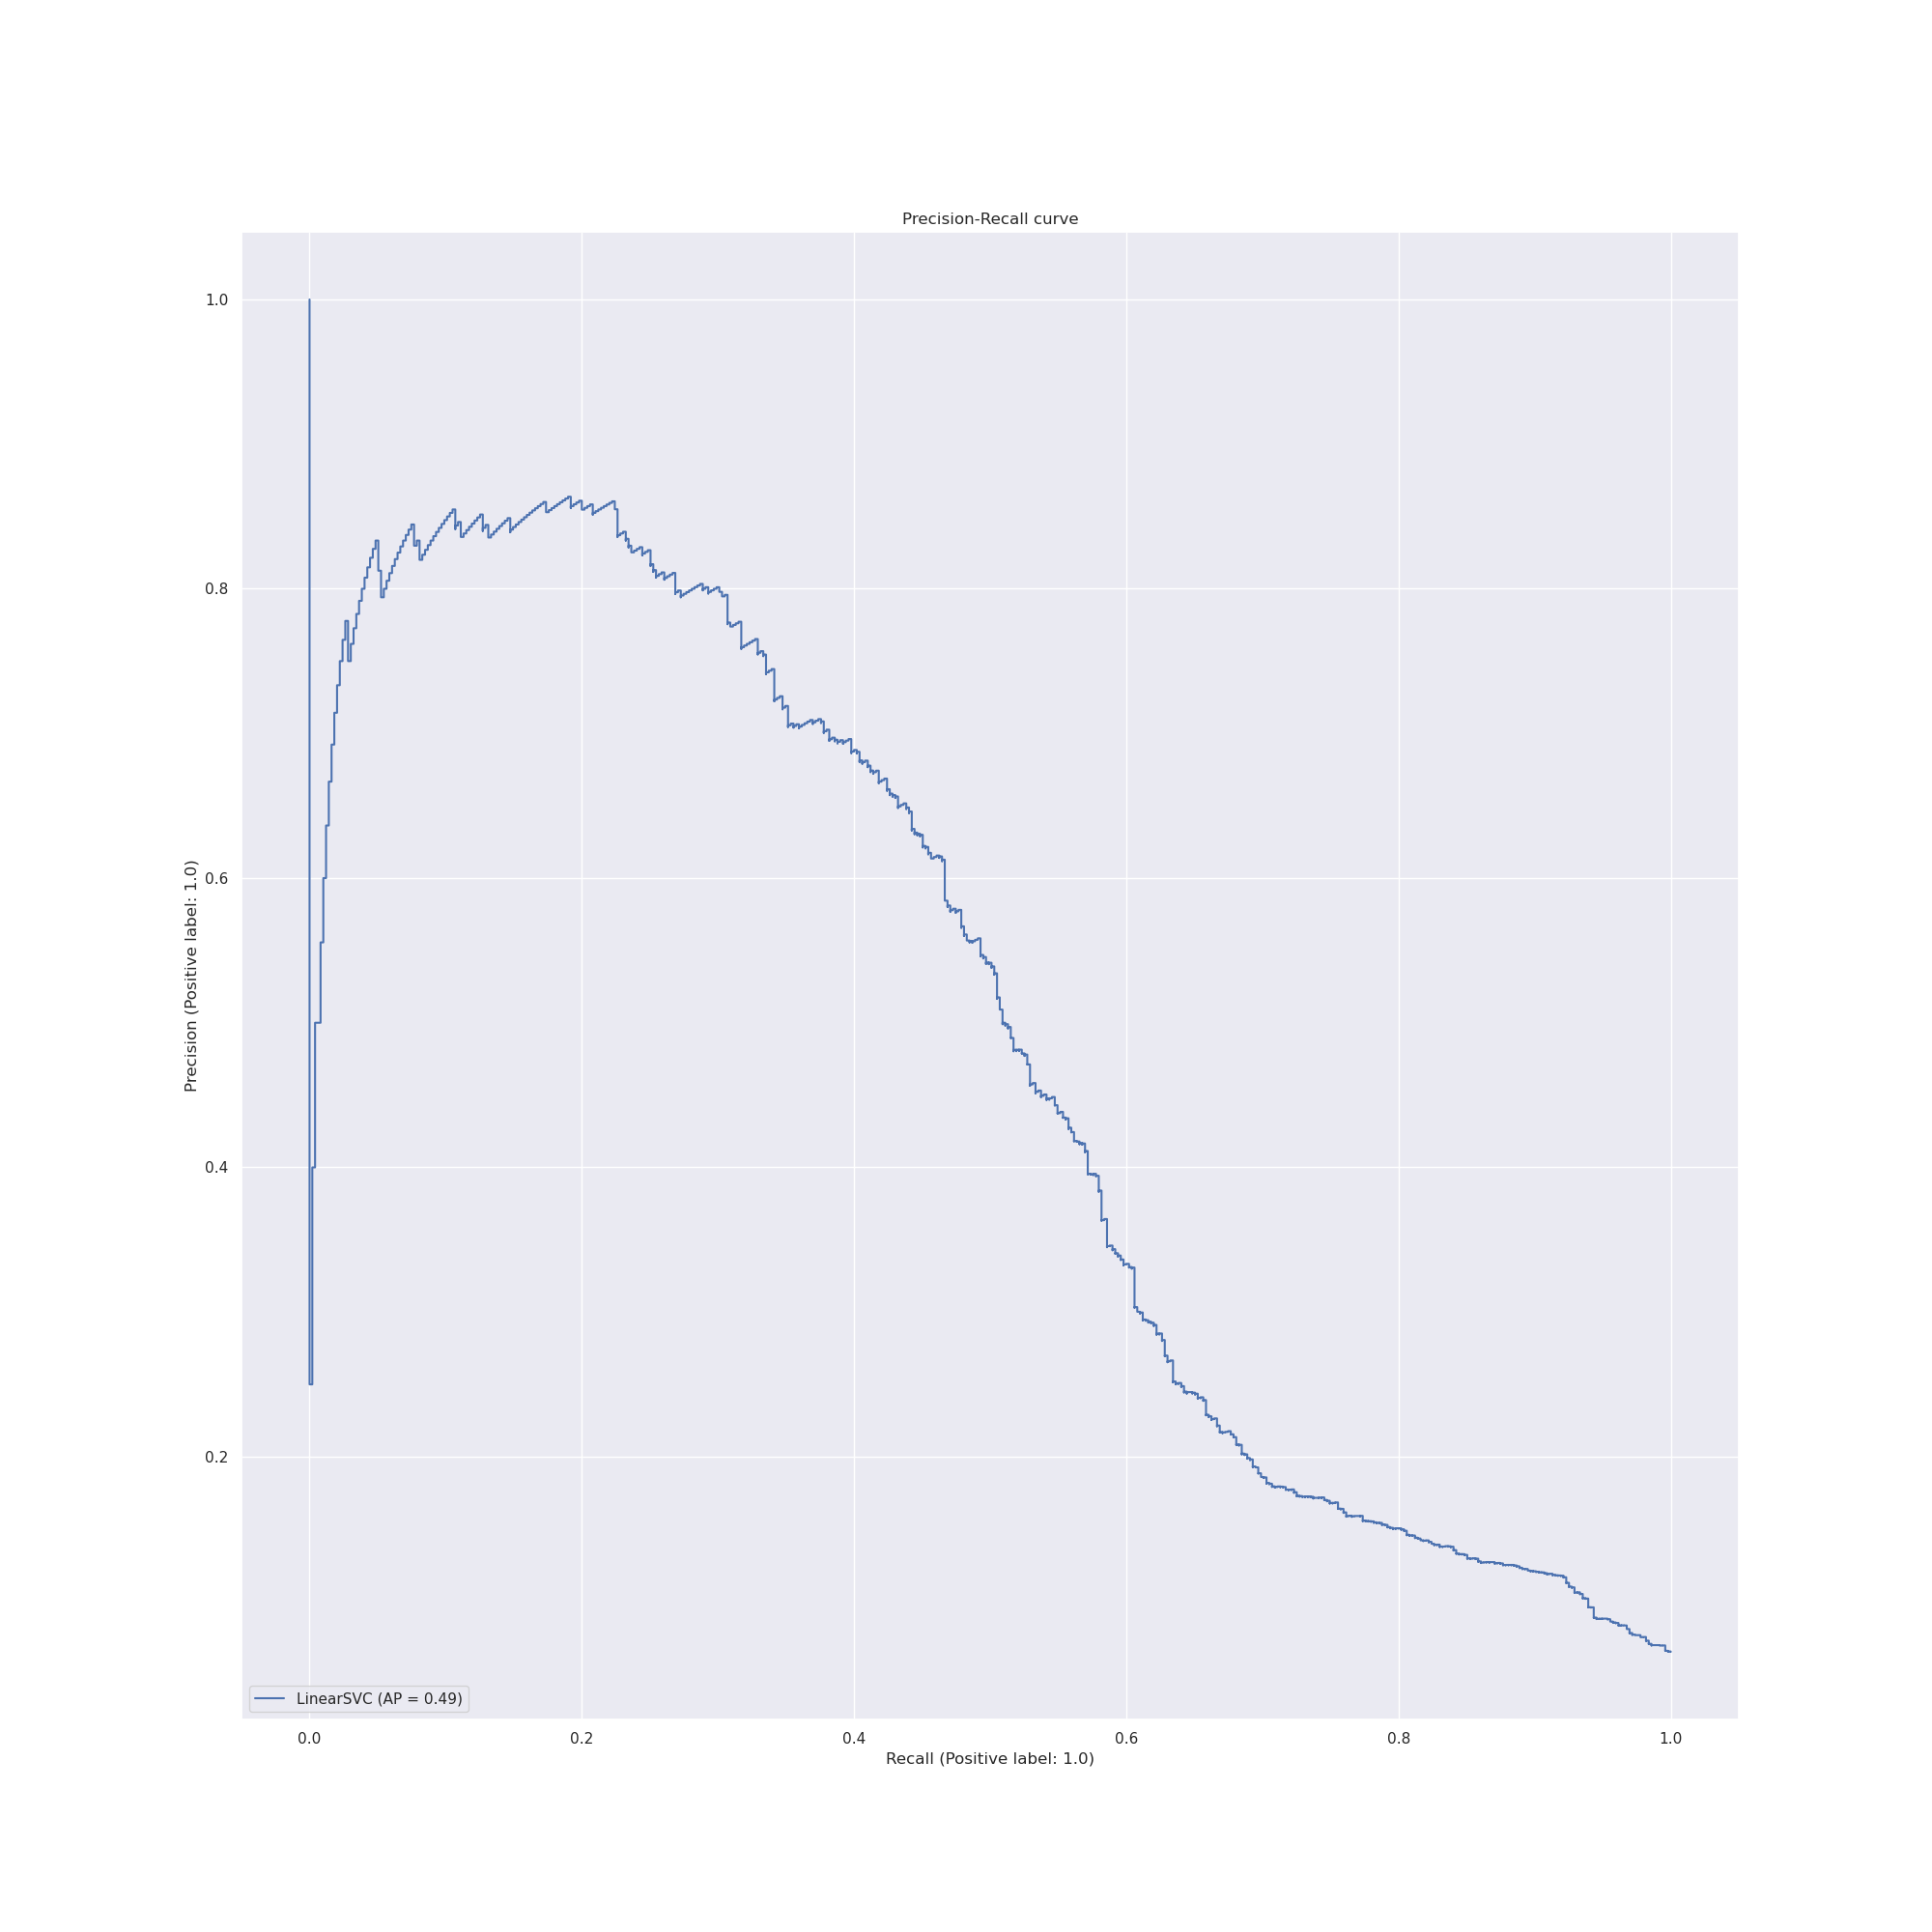 Precision-Recall curve
Precision (Positive label: 1.0)
1.0
0.8
0.6
0.4
0.2
LinearSVC (AP = 0.49)
0.0 0.2 0.4 0.6 0.8 1.0
Recall (Positive label: 1.0)